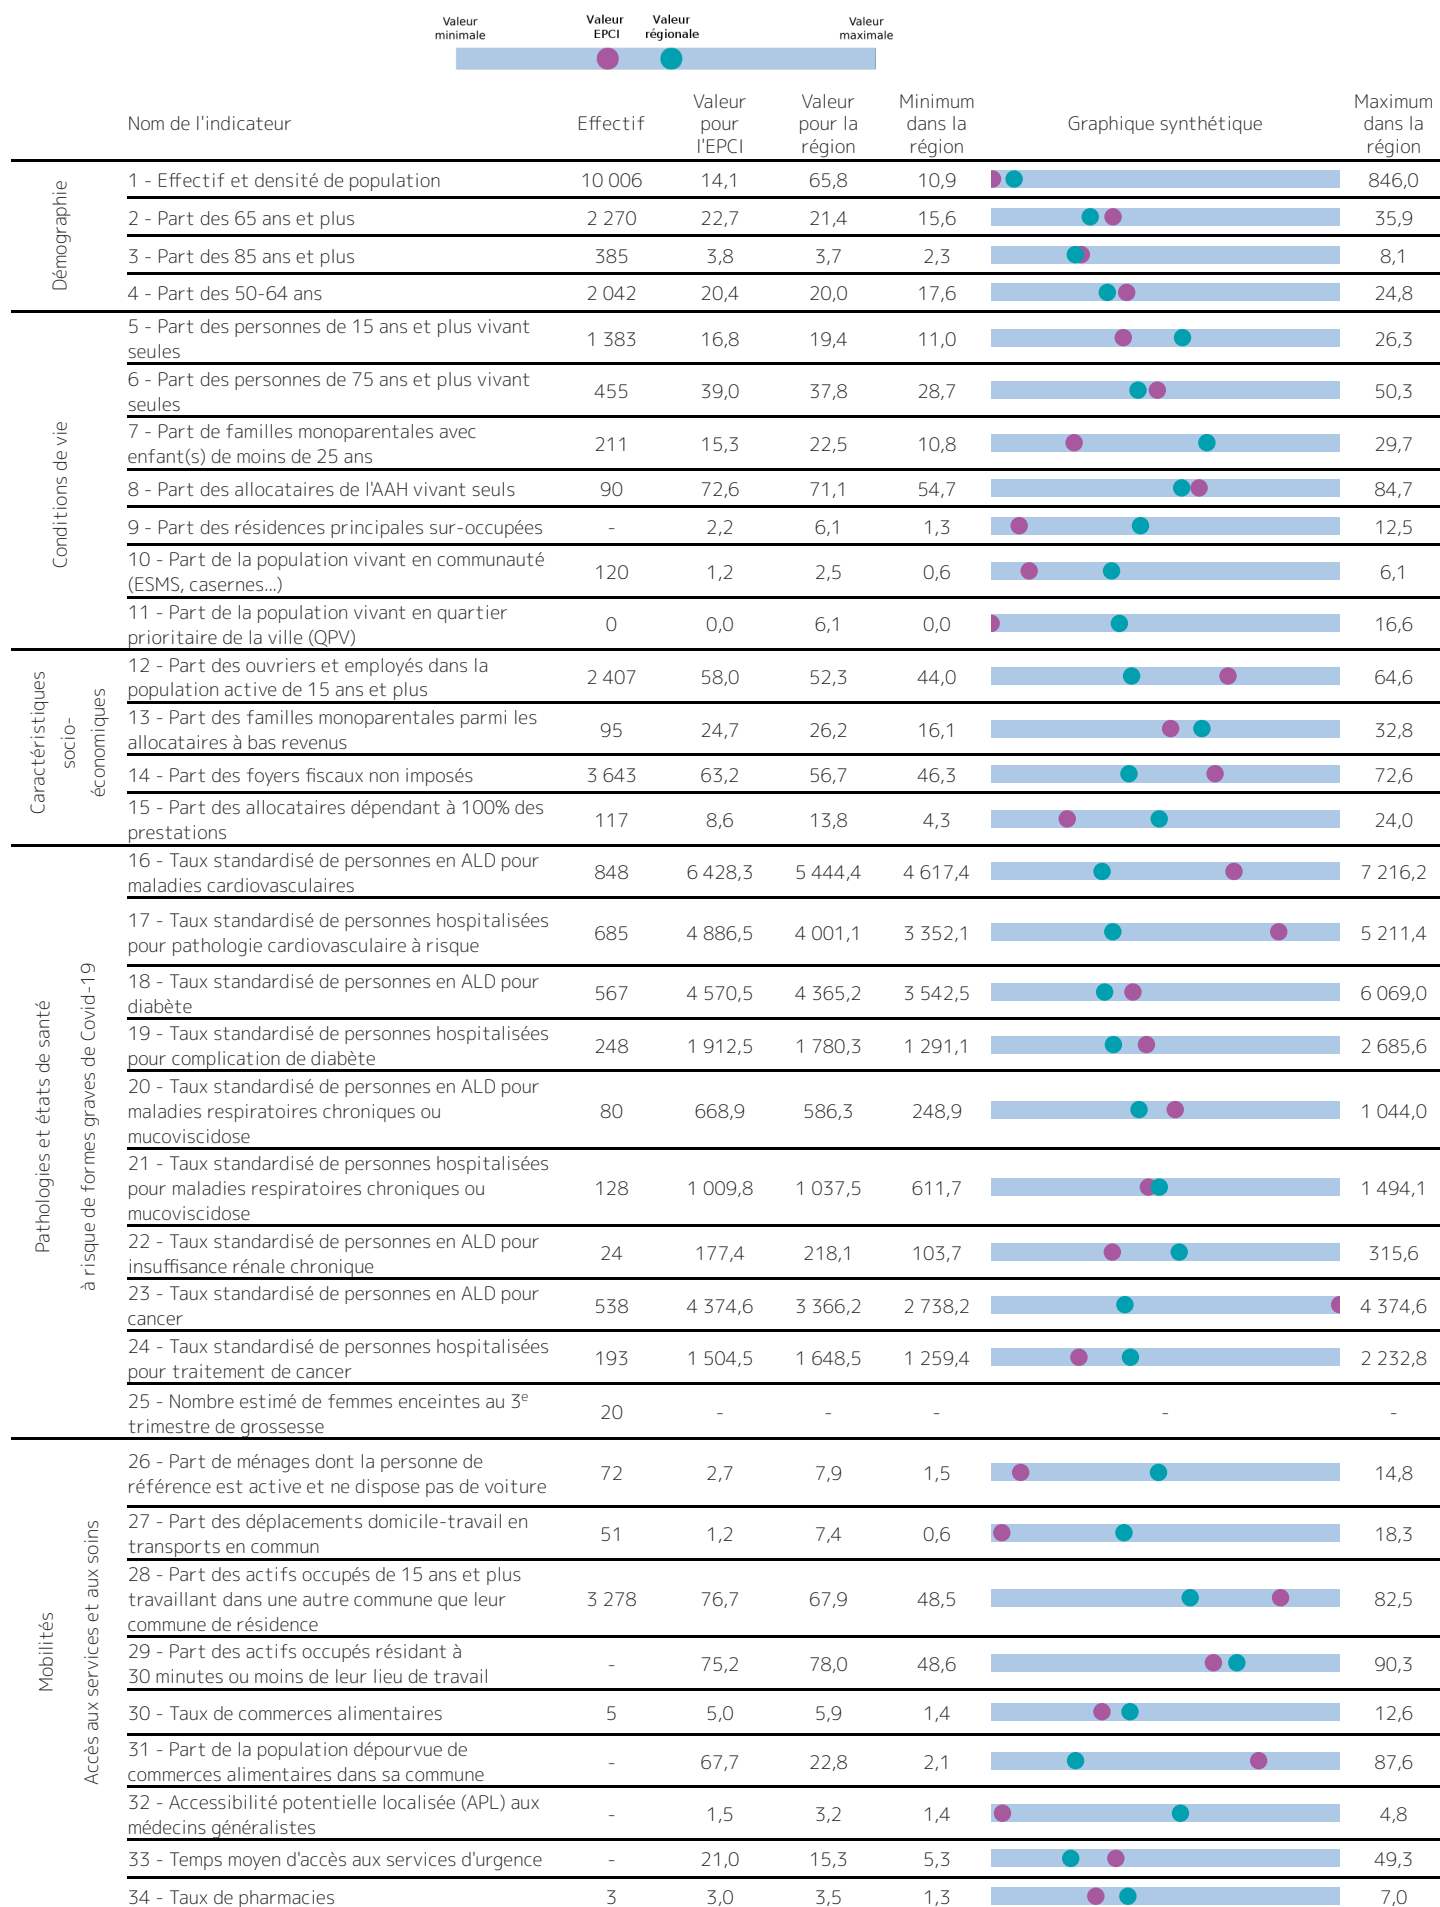 Valeur
minimale
Valeur
EPCI
Valeur
régionale
Valeur
maximale
Nom de l'indicateur
Effectif
Valeur
pour
l'EPCI
Valeur
pour la
région
Minimum
dans la
région
Graphique synthétique
Maximum
dans la
région
Démographie
1 - Effectif et densité de population 10 006 14,1 65,8 10,9 846,0
2 - Part des 65 ans et plus 2 270 22,7 21,4 15,6 35,9
3 - Part des 85 ans et plus 385 3,8 3,7 2,3 8,1
4 - Part des 50-64 ans 2 042 20,4 20,0 17,6 24,8
Conditions de vie
5 - Part des personnes de 15 ans et plus vivant
seules
1 383 16,8 19,4 11,0 26,3
6 - Part des personnes de 75 ans et plus vivant
seules
455 39,0 37,8 28,7 50,3
7 - Part de familles monoparentales avec
enfant(s) de moins de 25 ans
211 15,3 22,5 10,8 29,7
8 - Part des allocataires de l'AAH vivant seuls 90 72,6 71,1 54,7 84,7
9 - Part des résidences principales sur-occupées - 2,2 6,1 1,3 12,5
10 - Part de la population vivant en communauté
(ESMS, casernes...)
120 1,2 2,5 0,6 6,1
11 - Part de la population vivant en quartier
prioritaire de la ville (QPV)
0 0,0 6,1 0,0 16,6
Caractéristiques
socio-
économiques
12 - Part des ouvriers et employés dans la
population active de 15 ans et plus
2 407 58,0 52,3 44,0 64,6
13 - Part des familles monoparentales parmi les
allocataires à bas revenus
95 24,7 26,2 16,1 32,8
14 - Part des foyers fiscaux non imposés 3 643 63,2 56,7 46,3 72,6
15 - Part des allocataires dépendant à 100% des
prestations
117 8,6 13,8 4,3 24,0
Pathologies et états de santé
à risque de formes graves de Covid-19
16 - Taux standardisé de personnes en ALD pour
maladies cardiovasculaires
848 6 428,3 5 444,4 4 617,4 7 216,2
17 - Taux standardisé de personnes hospitalisées
pour pathologie cardiovasculaire à risque
685 4 886,5 4 001,1 3 352,1 5 211,4
18 - Taux standardisé de personnes en ALD pour
diabète
567 4 570,5 4 365,2 3 542,5 6 069,0
19 - Taux standardisé de personnes hospitalisées
pour complication de diabète
248 1 912,5 1 780,3 1 291,1 2 685,6
20 - Taux standardisé de personnes en ALD pour
maladies respiratoires chroniques ou
mucoviscidose
80 668,9 586,3 248,9 1 044,0
21 - Taux standardisé de personnes hospitalisées
pour maladies respiratoires chroniques ou
mucoviscidose
128 1 009,8 1 037,5 611,7 1 494,1
22 - Taux standardisé de personnes en ALD pour
insuffisance rénale chronique
24 177,4 218,1 103,7 315,6
23 - Taux standardisé de personnes en ALD pour
cancer
538 4 374,6 3 366,2 2 738,2 4 374,6
24 - Taux standardisé de personnes hospitalisées
pour traitement de cancer
193 1 504,5 1 648,5 1 259,4 2 232,8
25 - Nombre estimé de femmes enceintes au 3e
trimestre de grossesse
20 - - - - -
Mobilités
Accès aux services et aux soins
26 - Part de ménages dont la personne de
référence est active et ne dispose pas de voiture
72 2,7 7,9 1,5 14,8
27 - Part des déplacements domicile-travail en
transports en commun
51 1,2 7,4 0,6 18,3
28 - Part des actifs occupés de 15 ans et plus
travaillant dans une autre commune que leur
commune de résidence
3 278 76,7 67,9 48,5 82,5
29 - Part des actifs occupés résidant à
30 minutes ou moins de leur lieu de travail
- 75,2 78,0 48,6 90,3
30 - Taux de commerces alimentaires 5 5,0 5,9 1,4 12,6
31 - Part de la population dépourvue de
commerces alimentaires dans sa commune
- 67,7 22,8 2,1 87,6
32 - Accessibilité potentielle localisée (APL) aux
médecins généralistes
- 1,5 3,2 1,4 4,8
33 - Temps moyen d'accès aux services d'urgence - 21,0 15,3 5,3 49,3
34 - Taux de pharmacies 3 3,0 3,5 1,3 7,0